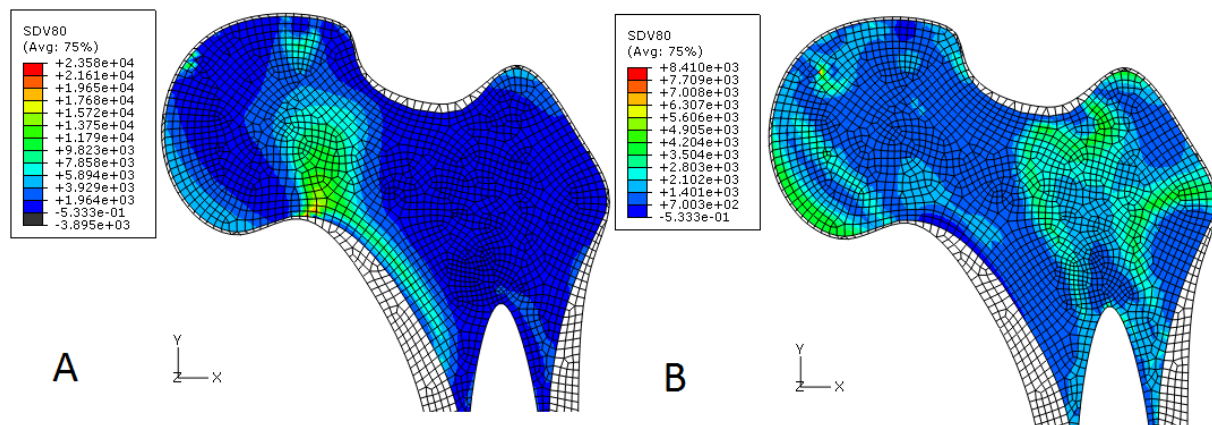 SDV80
(Avg: 75%)
+2.358e+04
+2.161e+04
+1.965e+04
+1.768e+04
+1.572e+04
+1.375e+04
+1.179e+04
+9.823e+03
+7.858e+03
+5.894e+03
+3.929e+03
+1.964e+03
-5.333e-01
-3.895e+03
Y
Z X
A
SDV80
(Avg: 75%)
+8.410e+03
+7.709e+03
+7.008e+03
+6.307e+03
+5.606e+03
+4.905e+03
+4.204e+03
+3.504e+03
+2.803e+03
+2.102e+03
+1.401e+03
+7.003e+02
-5.333e-01
Y
Z X
B